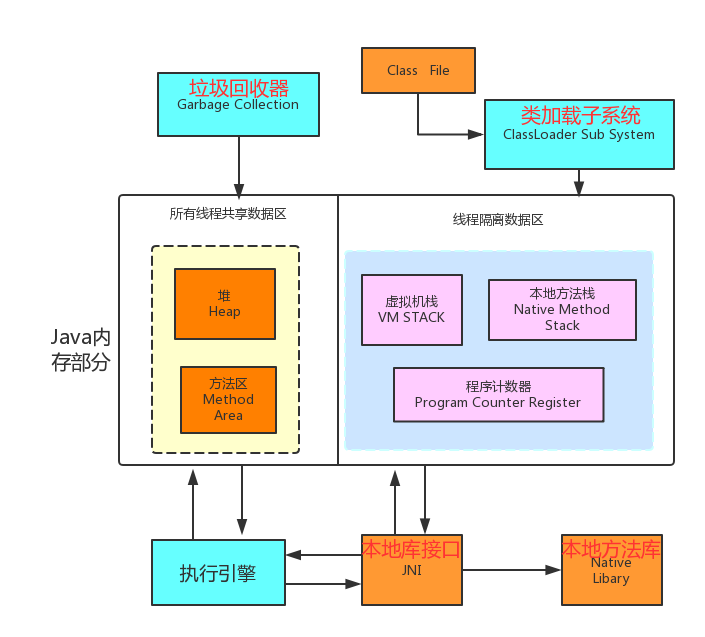 Class File
垃圾回收器
Garbage Collection
类加载子系统
ClassLoader Sub System
所有线程共享数据区
线程隔离数据区
堆
Heap
方法区
Method
Area
虚拟机栈
VM STACK
本地方法栈
Native Method
Stack
程序计数器
Program Counter Register
Java内
存部分
执行引擎
本地库接口
JNI
本地方法库
Native
Libary